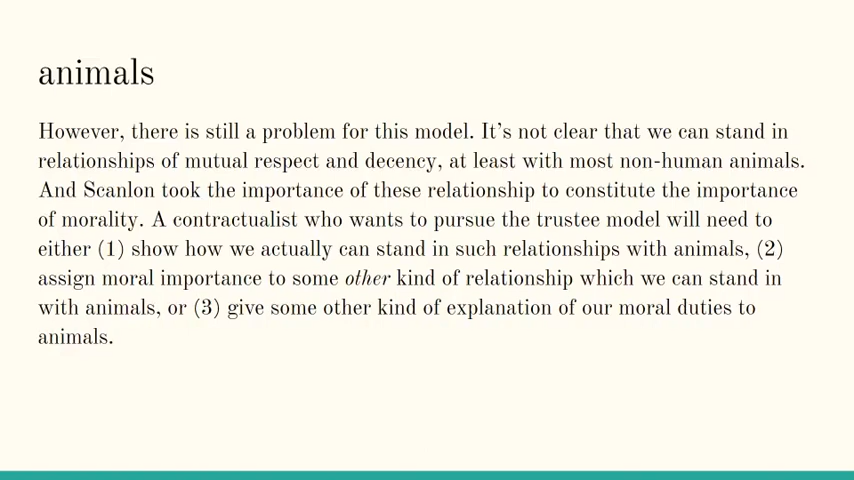 animals
However, there is still a problem for this model. It's not clear that we can stand in
relationships of mutual respect and decency, at least with most non-human animals.
And Scanlon took the importance of these relationship to constitute the importance
of morality. A contractualist who wants to pursue the trustee model will need to
either (1) show how we actually can stand in such relationships with animals, (2)
assign moral importance to some other kind of relationship which we can stand in
with animals, or (3) give some other kind of explanation of our moral duties to
animals.